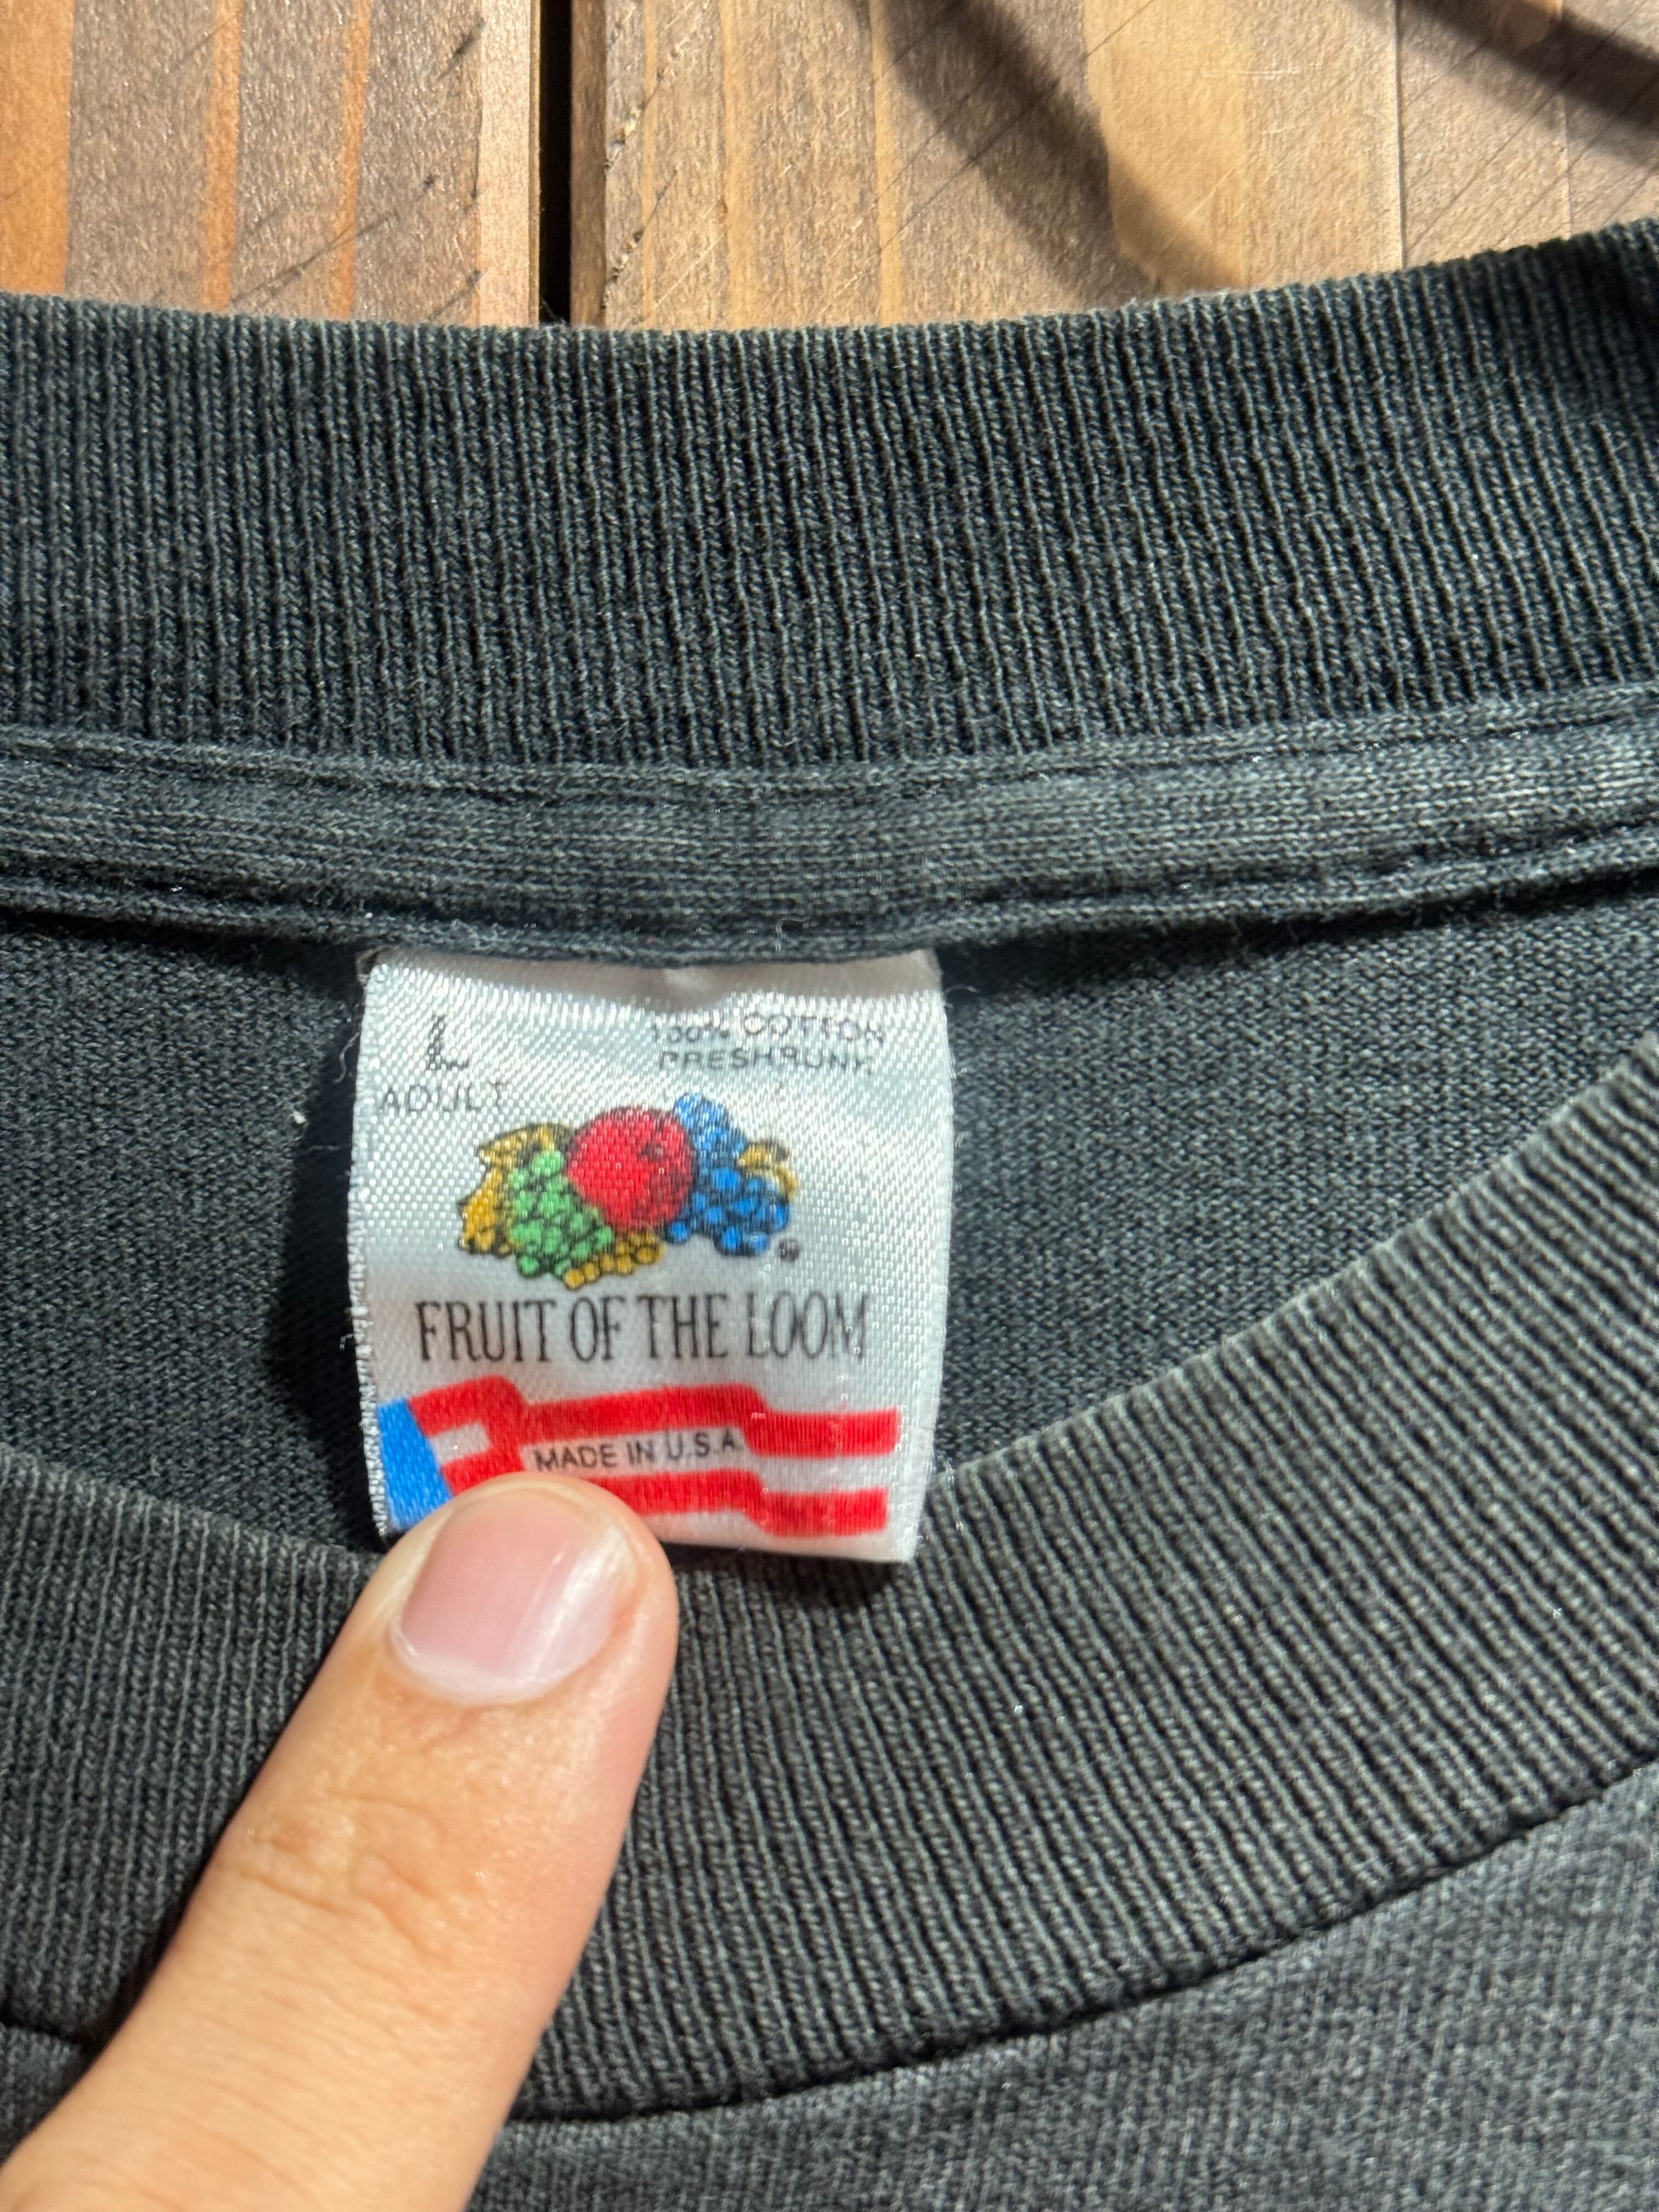 L
100% COTTON
PRESHRUNK
ADULT
®
FRUIT OF THE LOOM
MADE IN U.S.A.